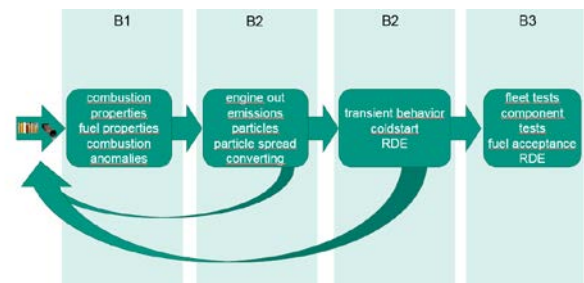 B1
B2
B2
B3
combustion
properties
fuel properties
combustion
anomalies
engine out
emissions
particles
particle spread
converting
transient behavior
coldstart
RDE
fleet tests
component
tests
fuel acceptance
RDE